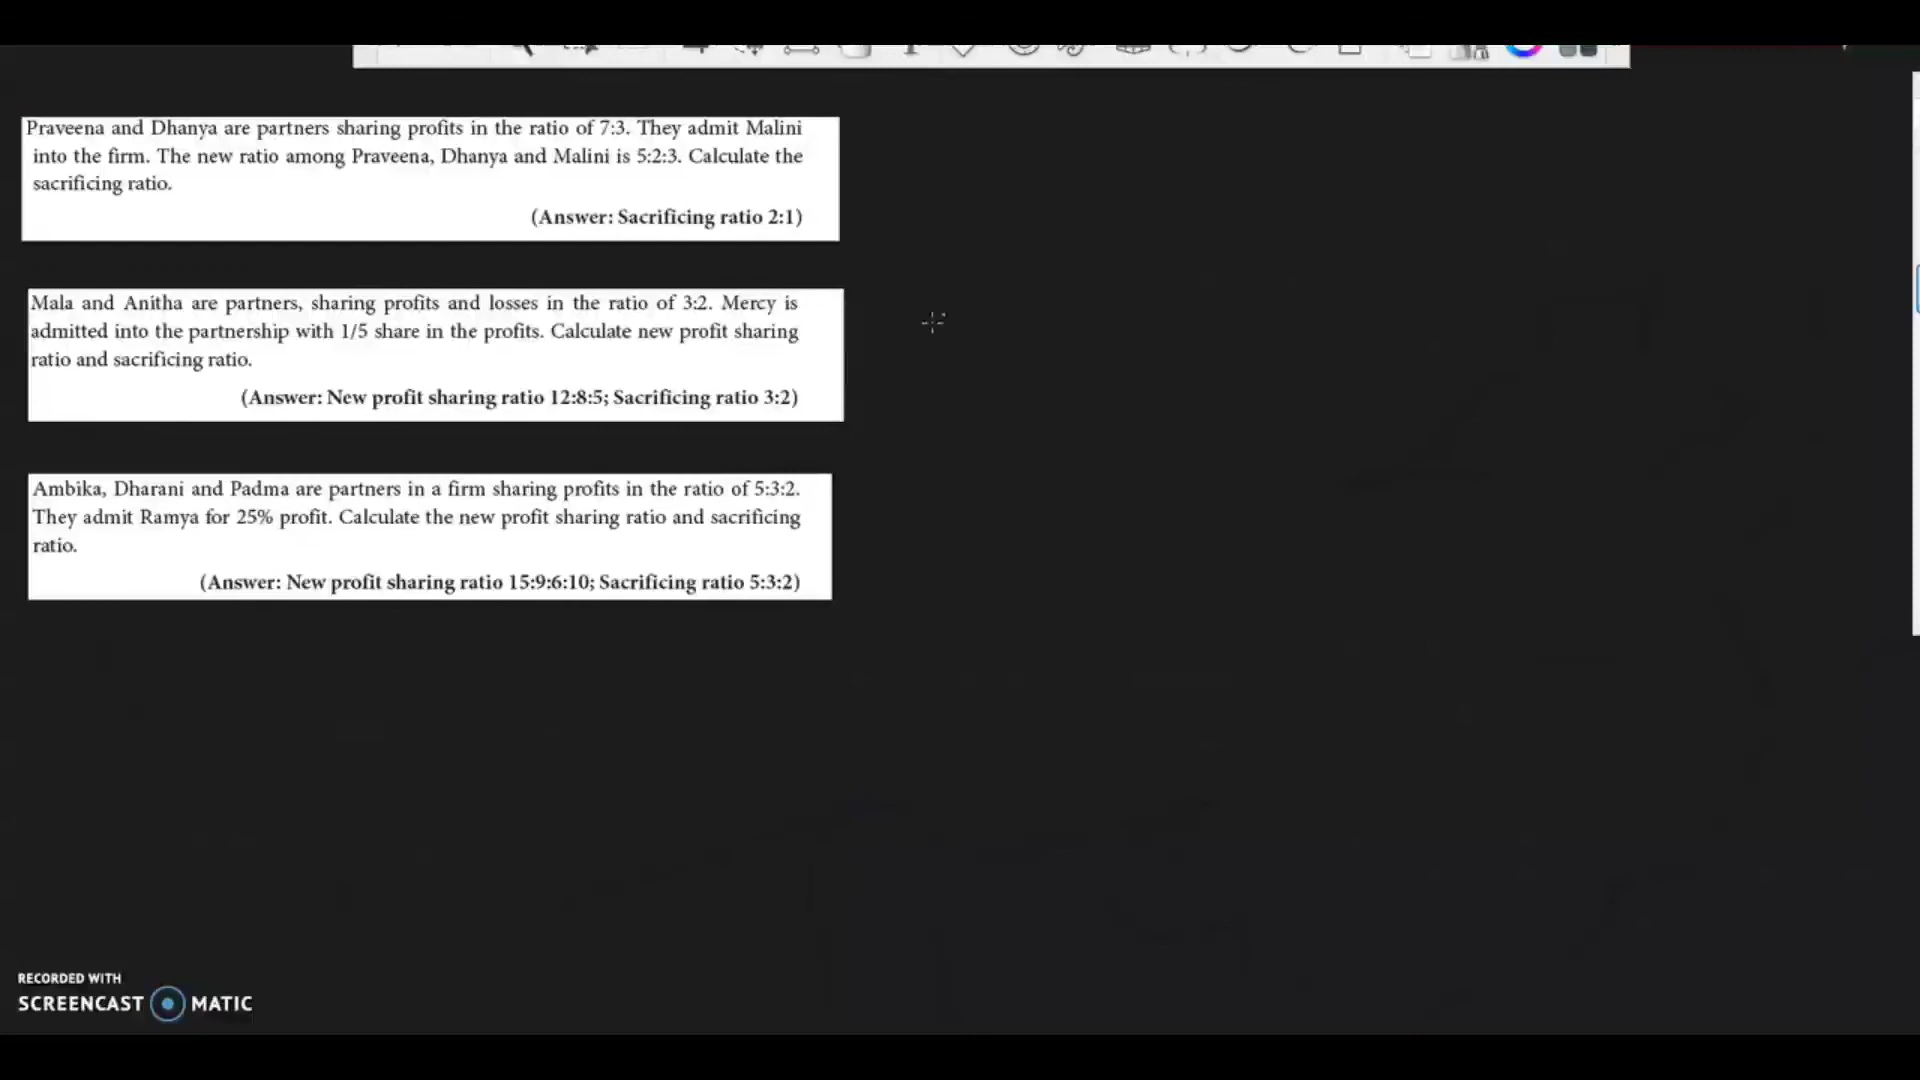 Praveena and Dhanya are partners sharing profits in the ratio of 7:3. They admit Malini
into the firm. The new ratio among Praveena, Dhanya and Malini is 5:2:3. Calculate the
sacrificing ratio.
(Answer: Sacrificing ratio 2:1)
Mala and Anitha are partners, sharing profits and losses in the ratio of 3:2. Mercy is
admitted into the partnership with 1/5 share in the profits. Calculate new profit sharing
ratio and sacrificing ratio.
(Answer: New profit sharing ratio 12:8:5; Sacrificing ratio 3:2)
Ambika, Dharani and Padma are partners in a firm sharing profits in the ratio of 5:3:2.
They admit Ramya for 25% profit. Calculate the new profit sharing ratio and sacrificing
ratio.
(Answer: New profit sharing ratio 15:9:6:10; Sacrificing ratio 5:3:2)
RECORDED WITH
SCREENCAST MATIC